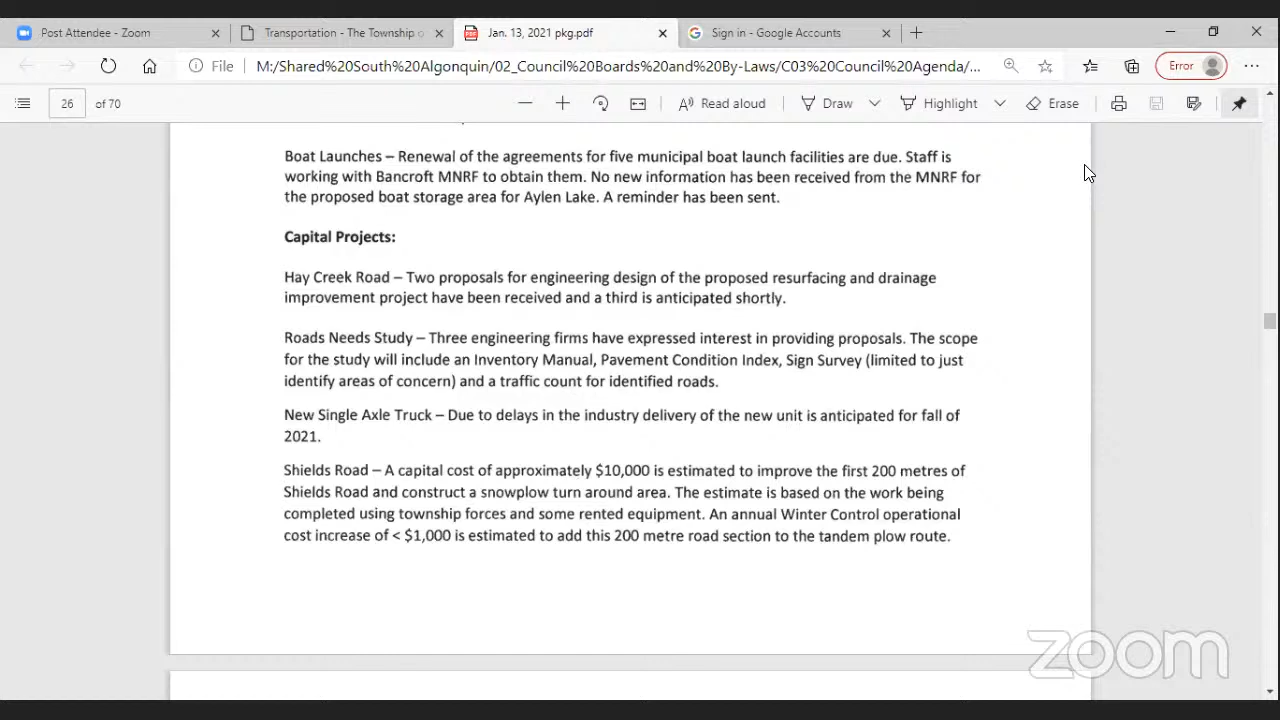 Post Attendee - Zoom
Transportation - The Township o
Jan. 13, 2021 pkg.pdf
Sign in - Google Accounts
File
M:/Shared%20South%20Algonquin/02_Council%20Boards%20and%20By-Laws/C03%20Council%20Agenda/...
Error
26 of 70
Read aloud
Draw
Highlight
Erase
Boat Launches – Renewal of the agreements for five municipal boat launch facilities are due. Staff is
working with Bancroft MNRF to obtain them. No new information has been received from the MNRF for
the proposed boat storage area for Aylen Lake. A reminder has been sent.
Capital Projects:
Hay Creek Road – Two proposals for engineering design of the proposed resurfacing and drainage
improvement project have been received and a third is anticipated shortly.
Roads Needs Study – Three engineering firms have expressed interest in providing proposals. The scope
for the study will include an Inventory Manual, Pavement Condition Index, Sign Survey (limited to just
identify areas of concern) and a traffic count for identified roads.
New Single Axle Truck – Due to delays in the industry delivery of the new unit is anticipated for fall of
2021.
Shields Road – A capital cost of approximately $10,000 is estimated to improve the first 200 metres of
Shields Road and construct a snowplow turn around area. The estimate is based on the work being
completed using township forces and some rented equipment. An annual Winter Control operational
cost increase of < $1,000 is estimated to add this 200 metre road section to the tandem plow route.
zoom